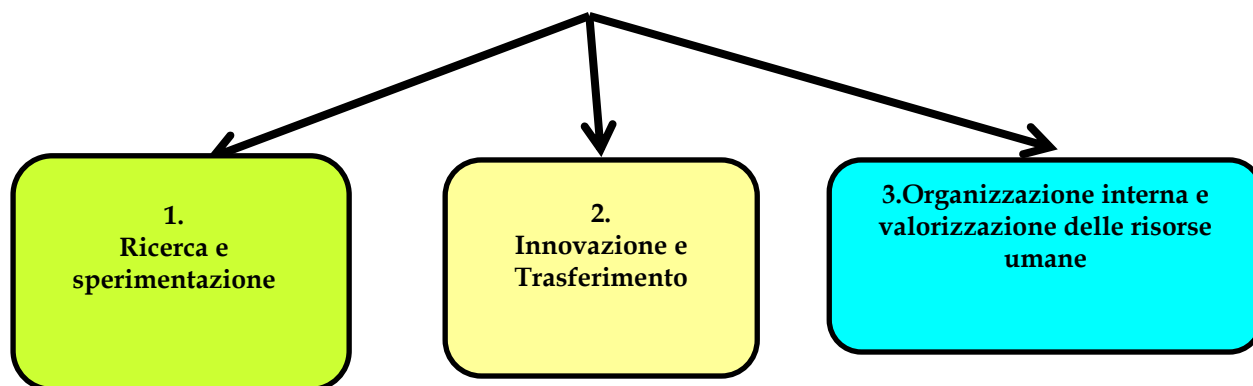 1.
Ricerca e
sperimentazione
2.
Innovazione e
Trasferimento
3.Organizzazione interna e
valorizzazione delle risorse
umane